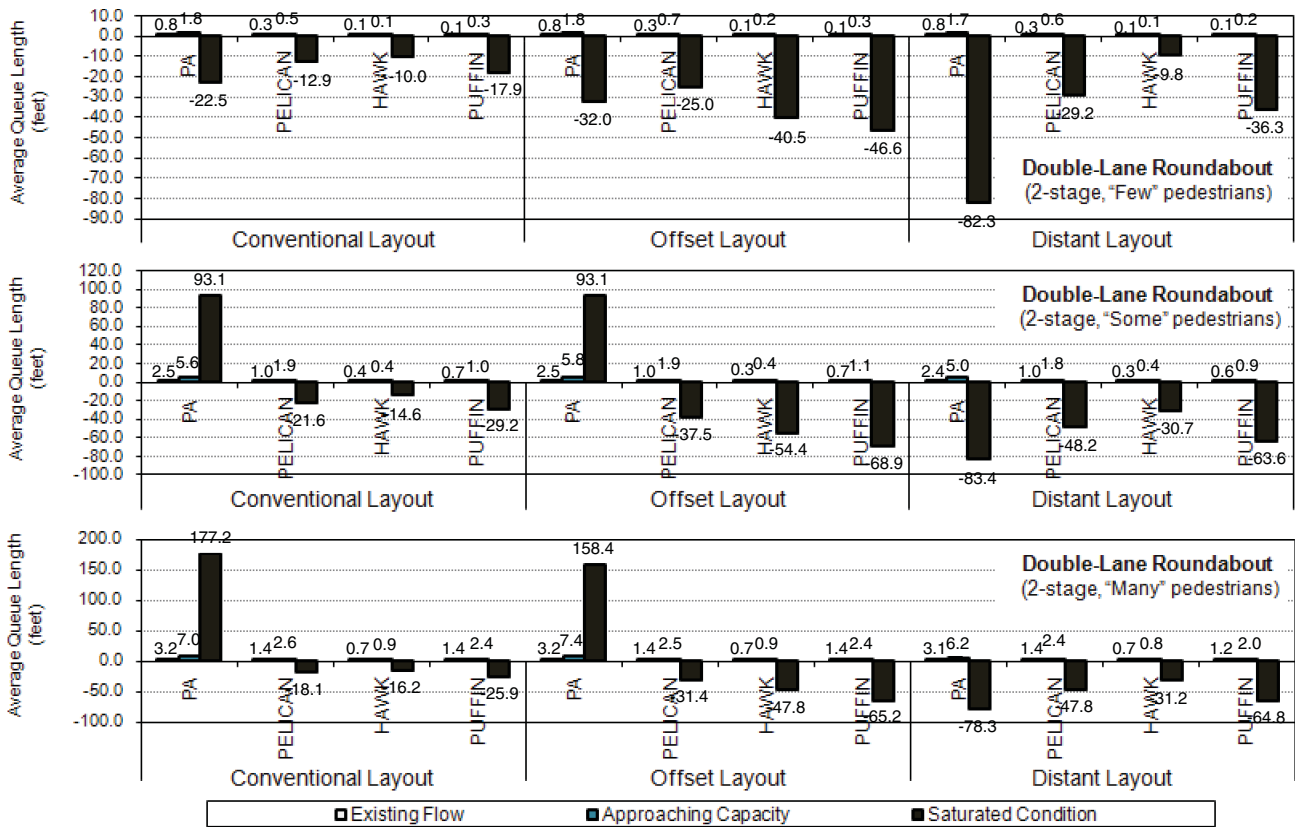 Average Queue Length
(feet)
10.0
0.0
-10.0
-20.0
-30.0
-40.0
-50.0
-60.0
-70.0
-80.0
-90.0
0.8 1.8 0.3 0.5 0.1 0.1 0.1 0.3 0.8 1.8 0.3 0.7 0.1 0.2 0.1 0.3 0.8 1.7 0.3 0.6 0.1 0.1 0.1 0.2
PA PELICAN HAWK PUFFIN PA PELICAN HAWK PUFFIN PA PELICAN HAWK PUFFIN
-22.5 -12.9 -10.0 -17.9 -32.0 -25.0 -40.5 -46.6 -82.3 -29.2 -9.8 -36.3
Double-Lane Roundabout
(2-stage, “Few” pedestrians)
Conventional Layout Offset Layout Distant Layout
Average Queue Length
(feet)
120.0
100.0
80.0
60.0
40.0
20.0
0.0
-20.0
-40.0
-60.0
-80.0
-100.0
93.1 93.1
Double-Lane Roundabout
(2-stage, “Some” pedestrians)
2.5 5.6 1.0 1.9 0.4 0.4 0.7 1.0 2.5 5.8 1.0 1.9 0.3 0.4 0.7 1.1 2.4 5.0 1.0 1.8 0.3 0.4 0.6 0.9
PA PELICAN HAWK PUFFIN PA PELICAN HAWK PUFFIN PA PELICAN HAWK PUFFIN
-21.6 -14.6 -29.2 -37.5 -54.4 -68.9 -83.4 -48.2 -30.7 -63.6
Conventional Layout Offset Layout Distant Layout
Average Queue Length
(feet)
200.0
150.0
100.0
50.0
0.0
-50.0
-100.0
177.2 158.4
Double-Lane Roundabout
(2-stage, “Many” pedestrians)
3.2 7.0 1.4 2.6 0.7 0.9 1.4 2.4 3.2 7.4 1.4 2.5 0.7 0.9 1.4 2.4 3.1 6.2 1.4 2.4 0.7 0.8 1.2 2.0
PA PELICAN HAWK PUFFIN PA PELICAN HAWK PUFFIN PA PELICAN HAWK PUFFIN
-18.1 -16.2 -25.9 -31.4 -47.8 -65.2 -78.3 -47.8 -31.2 -64.8
Conventional Layout Offset Layout Distant Layout
Existing Flow Approaching Capacity Saturated Condition